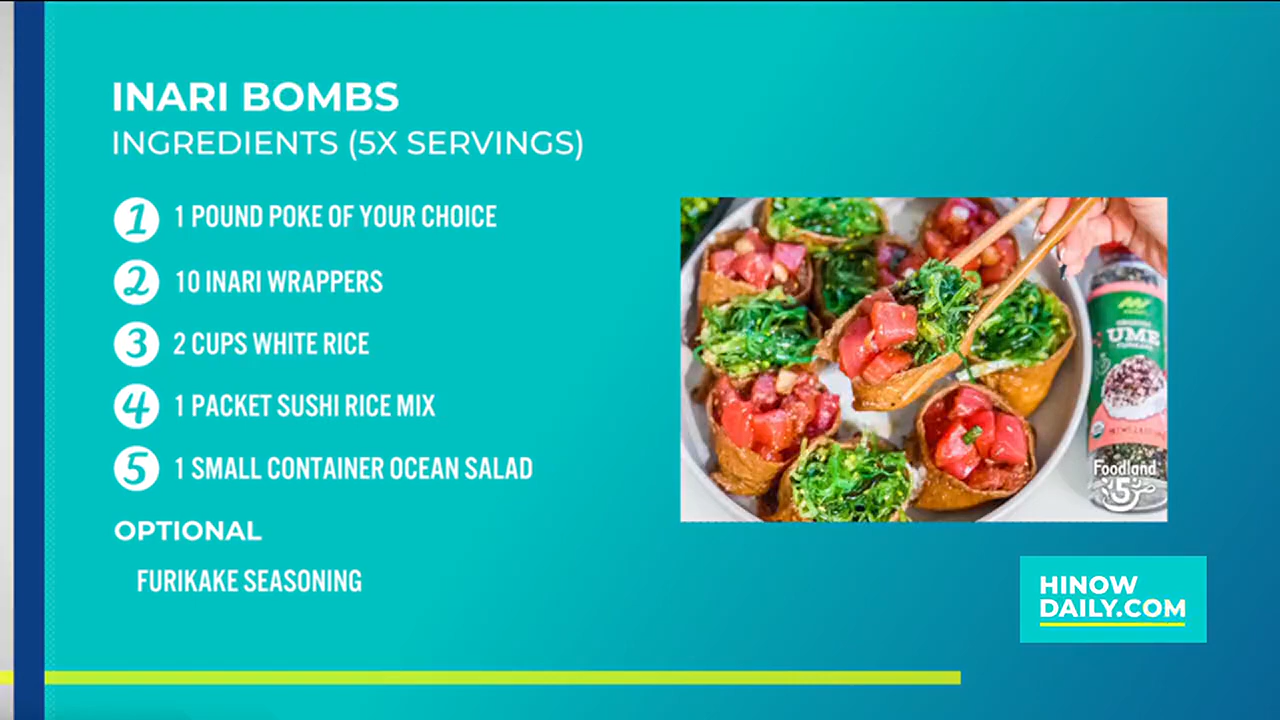 INARI BOMBS
INGREDIENTS (5X SERVINGS)
1 1 POUND POKE OF YOUR CHOICE
2 10 INARI WRAPPERS
3 2 CUPS WHITE RICE
4 1 PACKET SUSHI RICE MIX
5 1 SMALL CONTAINER OCEAN SALAD
OPTIONAL
FURIKAKE SEASONING
UME
Foodland
5
HINOW
DAILY.COM